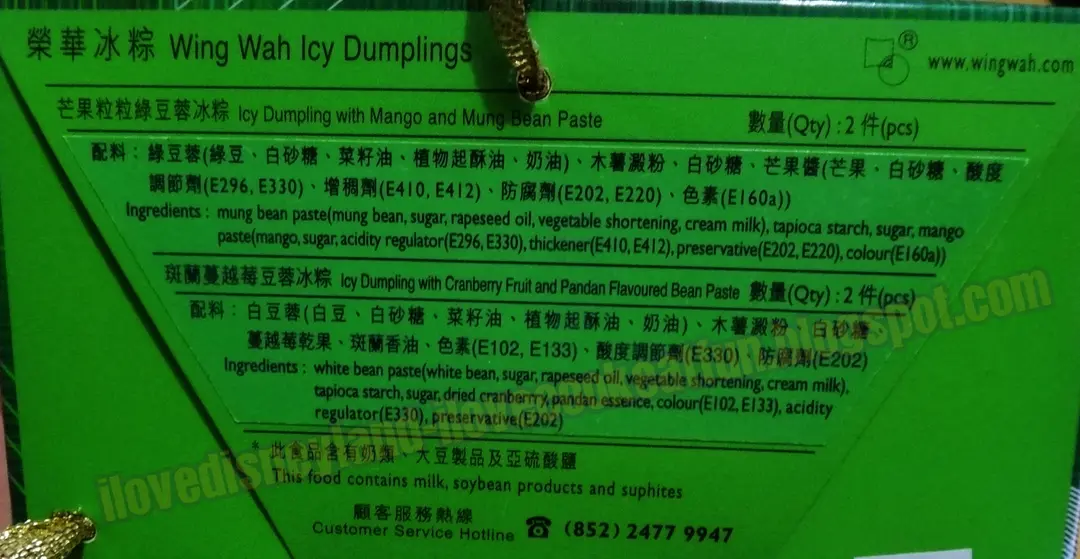 榮華冰粽 Wing Wah Icy Dumplings
®
www.wingwah.com
芒果粒粒綠豆蓉冰粽 Icy Dumpling with Mango and Mung Bean Paste 數量(Qty) : 2 件(pcs)
配料：綠豆蓉(綠豆、白砂糖、菜籽油、植物起酥油、奶油)、木薯澱粉、白砂糖、芒果醬(芒果、白砂糖、酸度
調節劑(E296, E330)、增稠劑(E410, E412)、防腐劑(E202, E220)、色素(E160a))
Ingredients : mung bean paste(mung bean, sugar, rapeseed oil, vegetable shortening, cream milk), tapioca starch, sugar, mango
paste(mango, sugar, acidity regulator(E296, E330), thickener(E410, E412), preservative(E202, E220), colour(E160a))
斑蘭蔓越莓豆蓉冰粽 Icy Dumpling with Cranberry Fruit and Pandan Flavoured Bean Paste 數量(Qty) : 2 件(pcs)
配料：白豆蓉(白豆、白砂糖、菜籽油、植物起酥油、奶油)、木薯澱粉、白砂糖
蔓越莓乾果、斑蘭香油、色素(E102, E133)、酸度調節劑(E330)、防腐劑(E202)
Ingredients : white bean paste(white bean, sugar, rapeseed oil, vegetable shortening, cream milk),
tapioca starch, sugar, dried cranberry, pandan essence, colour(E102, E133), acidity
regulator(E330), preservative(E202)
* 此食品含有奶類、大豆製品及亞硫酸鹽
This food contains milk, soybean products and suphites
顧客服務熱線
Customer Service Hotline ☎ (852) 2477 9947